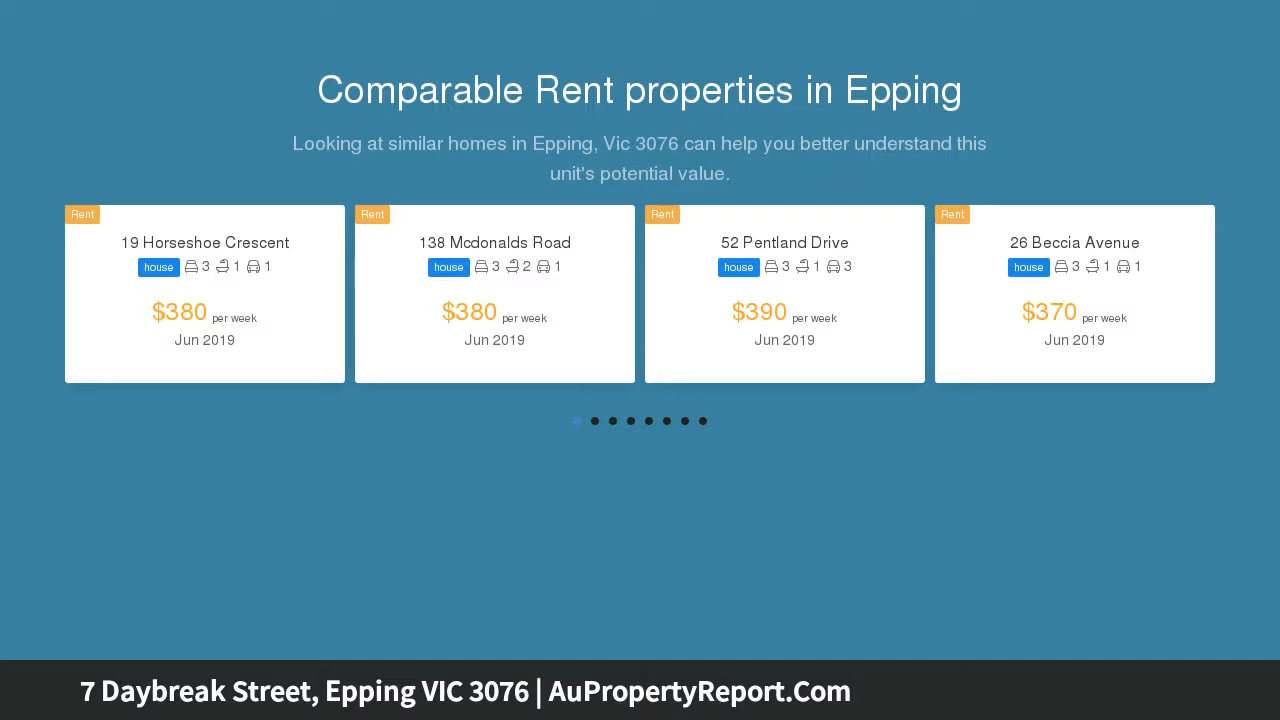 Comparable Rent properties in Epping
Looking at similar homes in Epping, Vic 3076 can help you better understand this
unit's potential value.
Rent
19 Horseshoe Crescent
house 3 1 1
$380 per week
Jun 2019
Rent
138 Mcdonalds Road
house 3 2 1
$380 per week
Jun 2019
Rent
52 Pentland Drive
house 3 1 3
$390 per week
Jun 2019
Rent
26 Beccia Avenue
house 3 1 1
$370 per week
Jun 2019
7 Daybreak Street, Epping VIC 3076 | AuPropertyReport.Com